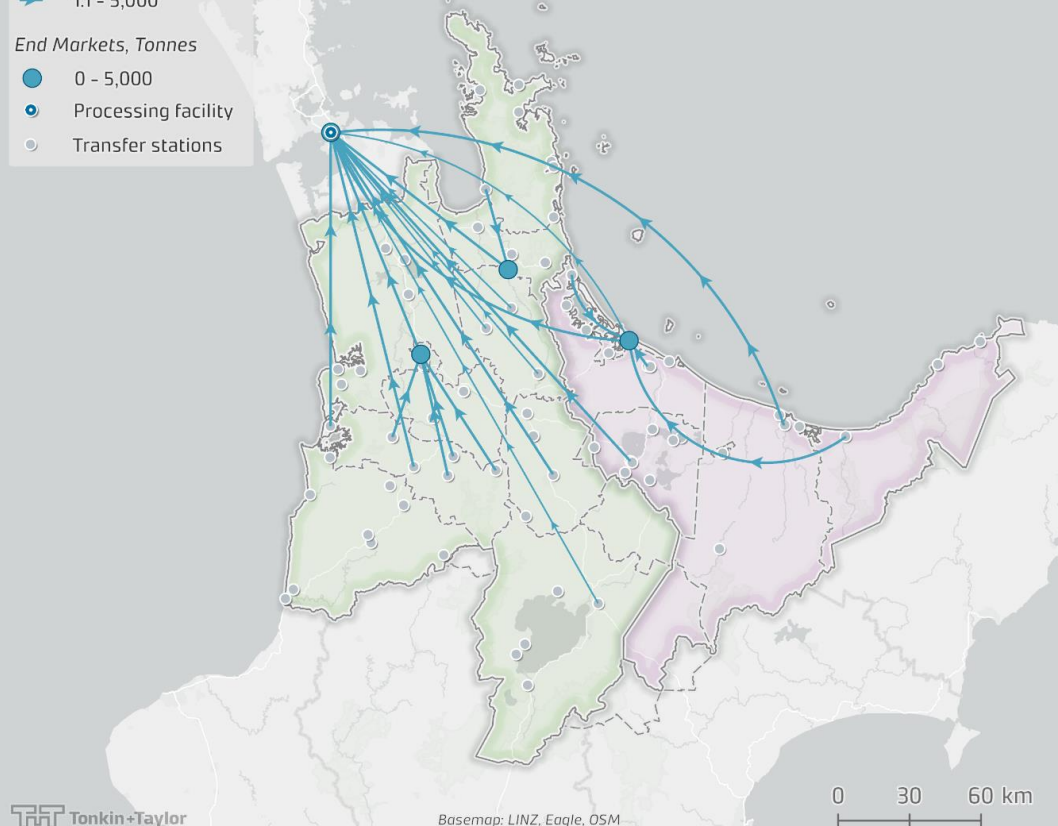 1.1 - 5,000
End Markets, Tonnes
0 - 5,000
Processing facility
Transfer stations
0 30 60 km
T+T Tonkin+Taylor
Basemap: LINZ, Eagle, OSM